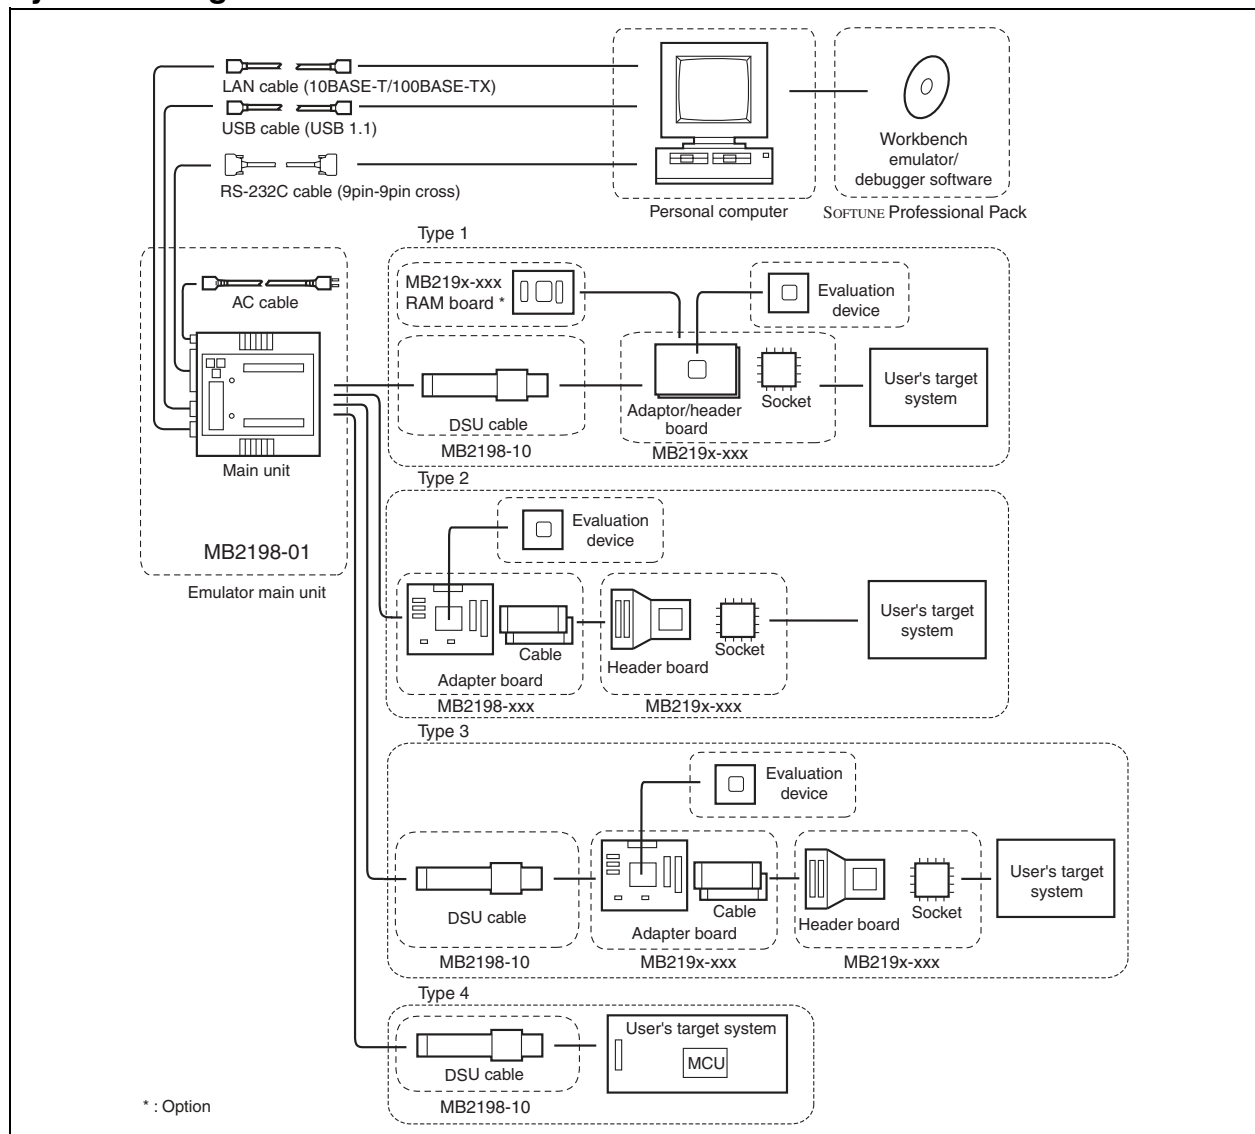 LAN cable (10BASE-T/100BASE-TX)
USB cable (USB 1.1)
RS-232C cable (9pin-9pin cross)
Personal computer
Workbench
emulator/
debugger software
SOFTUNE Professional Pack
AC cable
Main unit
MB2198-01
Emulator main unit
Type 1
MB219x-xxx
RAM board *
Evaluation
device
DSU cable
MB2198-10
Adaptor/header
board
Socket
MB219x-xxx
User's target
system
Type 2
Evaluation
device
Cable
Adapter board
MB2198-xxx
Header board
Socket
MB219x-xxx
User's target
system
Type 3
Evaluation
device
DSU cable
MB2198-10
Cable
Adapter board
MB219x-xxx
Header board
Socket
MB219x-xxx
User's target
system
Type 4
DSU cable
MB2198-10
User's target system
MCU
* : Option